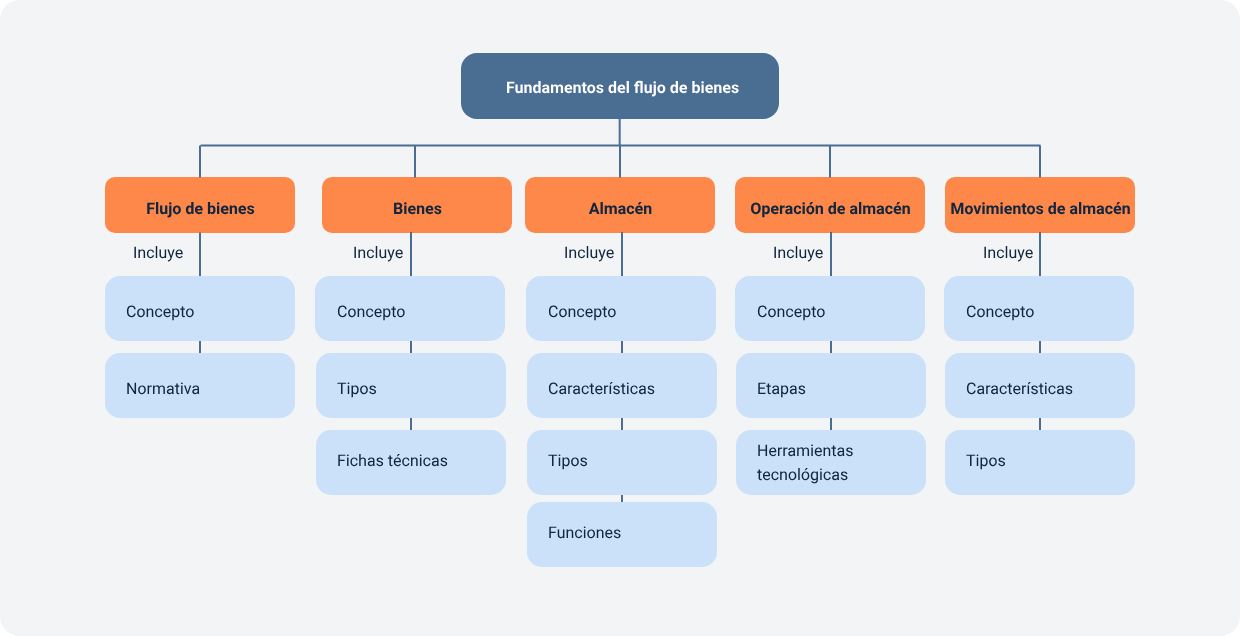 Fundamentos del flujo de bienes
Flujo de bienes
Incluye
Concepto
Normativa
Bienes
Incluye
Concepto
Tipos
Fichas técnicas
Almacén
Incluye
Concepto
Características
Tipos
Funciones
Operación de almacén
Incluye
Concepto
Etapas
Herramientas
tecnológicas
Movimientos de almacén
Incluye
Concepto
Características
Tipos